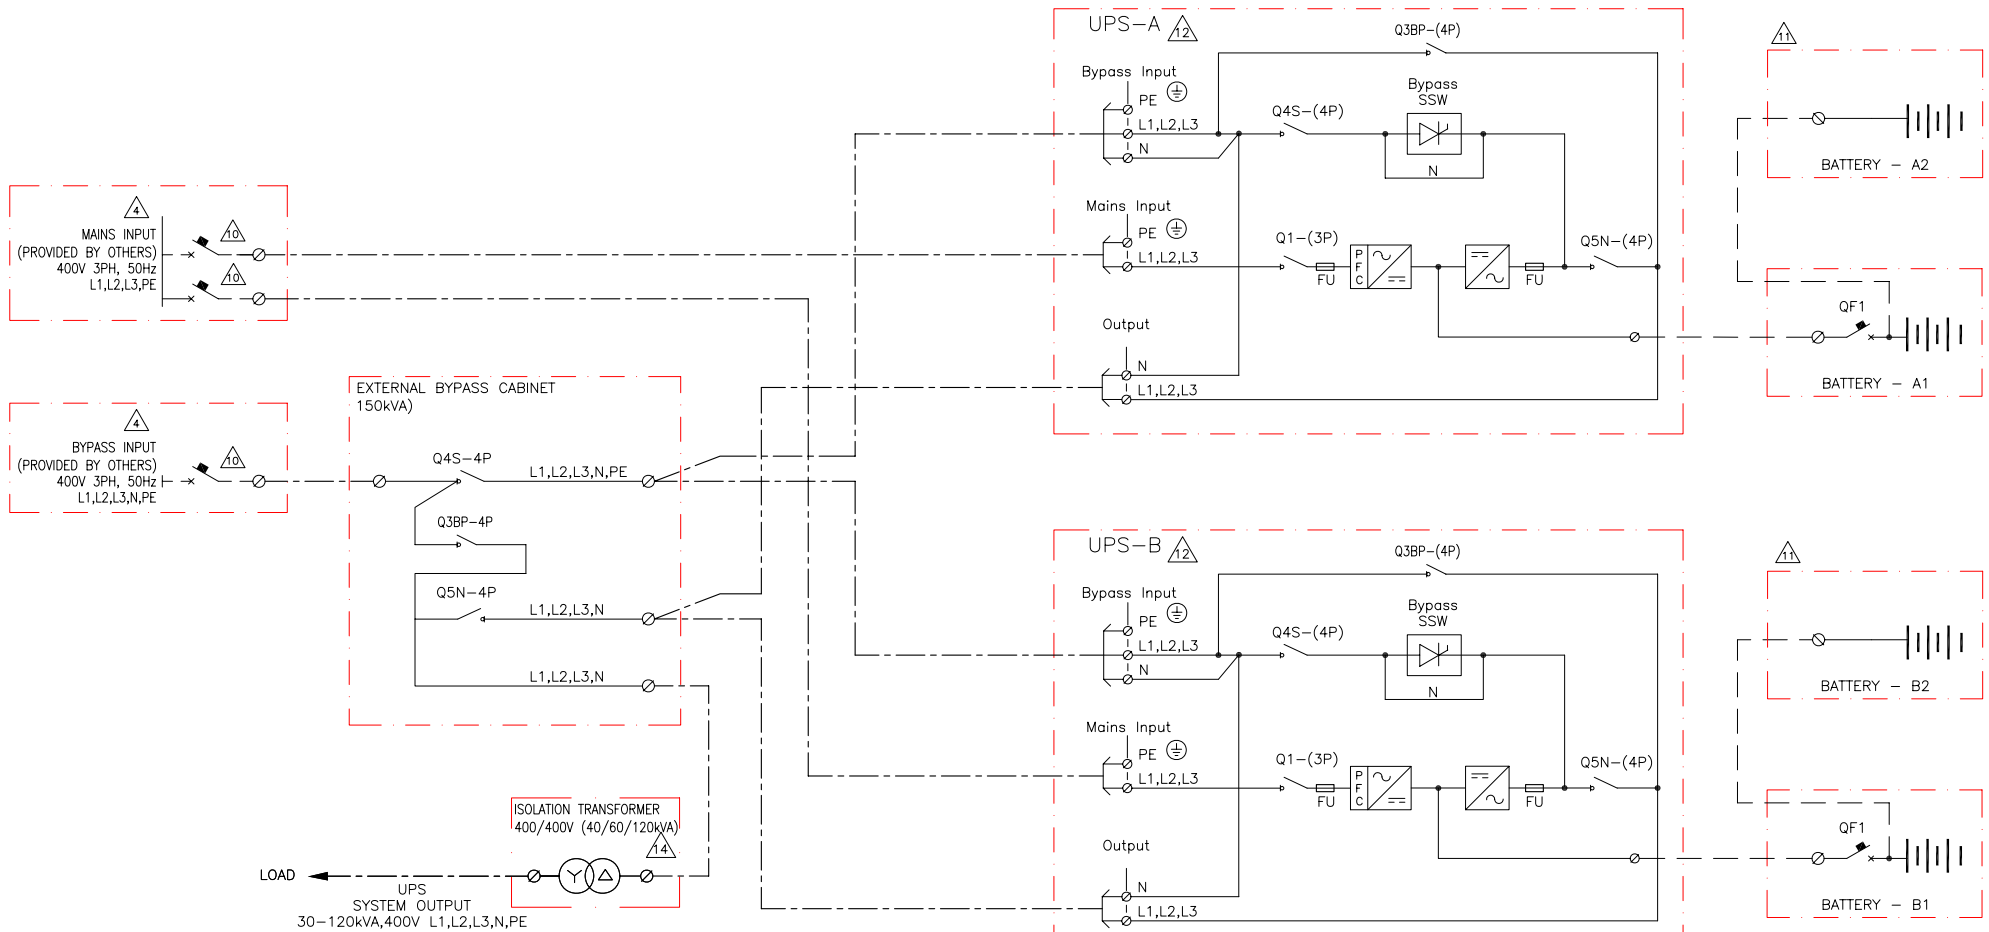 UPS-A
12
Q3BP-(4P)
Bypass Input
PE
L1,L2,L3
N
Q4S-(4P)
Bypass
SSW
N
Mains Input
PE
L1,L2,L3
Q1-(3P)
FU
P
F
C
FU
Q5N-(4P)
Output
N
L1,L2,L3
11
BATTERY - A2
QF1
BATTERY - A1
4
MAINS INPUT
(PROVIDED BY OTHERS)
400V 3PH, 50Hz
L1,L2,L3,PE
10
10
4
BYPASS INPUT
(PROVIDED BY OTHERS)
400V 3PH, 50Hz
L1,L2,L3,N,PE
10
EXTERNAL BYPASS CABINET
150kVA)
Q4S-4P
L1,L2,L3,N,PE
Q3BP-4P
Q5N-4P
L1,L2,L3,N
L1,L2,L3,N
UPS-B
12
Q3BP-(4P)
Bypass Input
PE
L1,L2,L3
N
Q4S-(4P)
Bypass
SSW
N
Mains Input
PE
L1,L2,L3
Q1-(3P)
FU
P
F
C
FU
Q5N-(4P)
Output
N
L1,L2,L3
11
BATTERY - B2
QF1
BATTERY - B1
ISOLATION TRANSFORMER
400/400V (40/60/120kVA)
14
LOAD
UPS
SYSTEM OUTPUT
30-120kVA,400V L1,L2,L3,N,PE